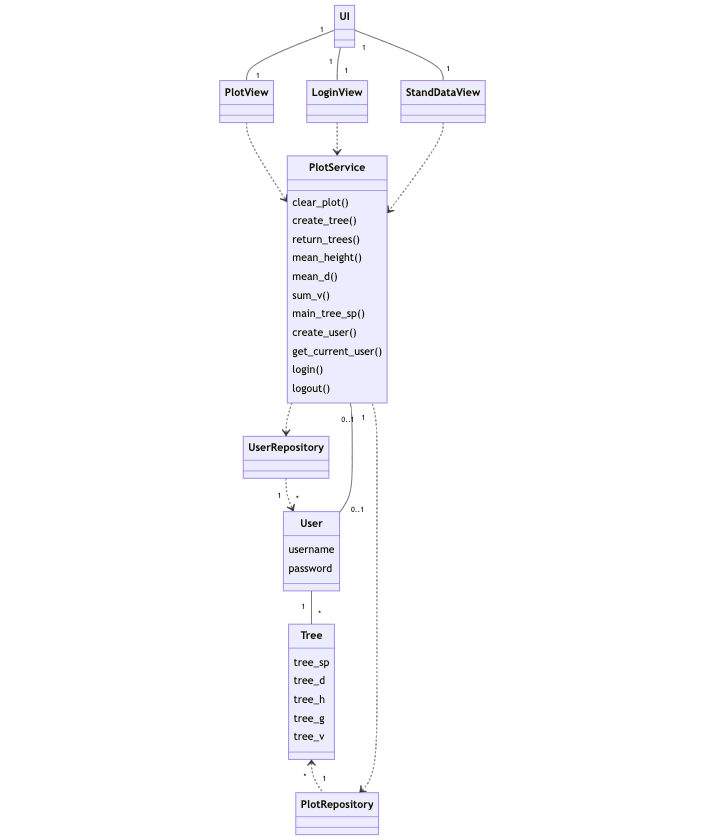 UI
1
1
1
1
1
1
PlotView
LoginView
StandDataView
PlotService
clear_plot()
create_tree()
return_trees()
mean_height()
mean_d()
sum_v()
main_tree_sp()
create_user()
get_current_user()
login()
logout()
0..1
1
UserRepository
1
*
0..1
User
username
password
1
*
Tree
tree_sp
tree_d
tree_h
tree_g
tree_v
*
1
PlotRepository